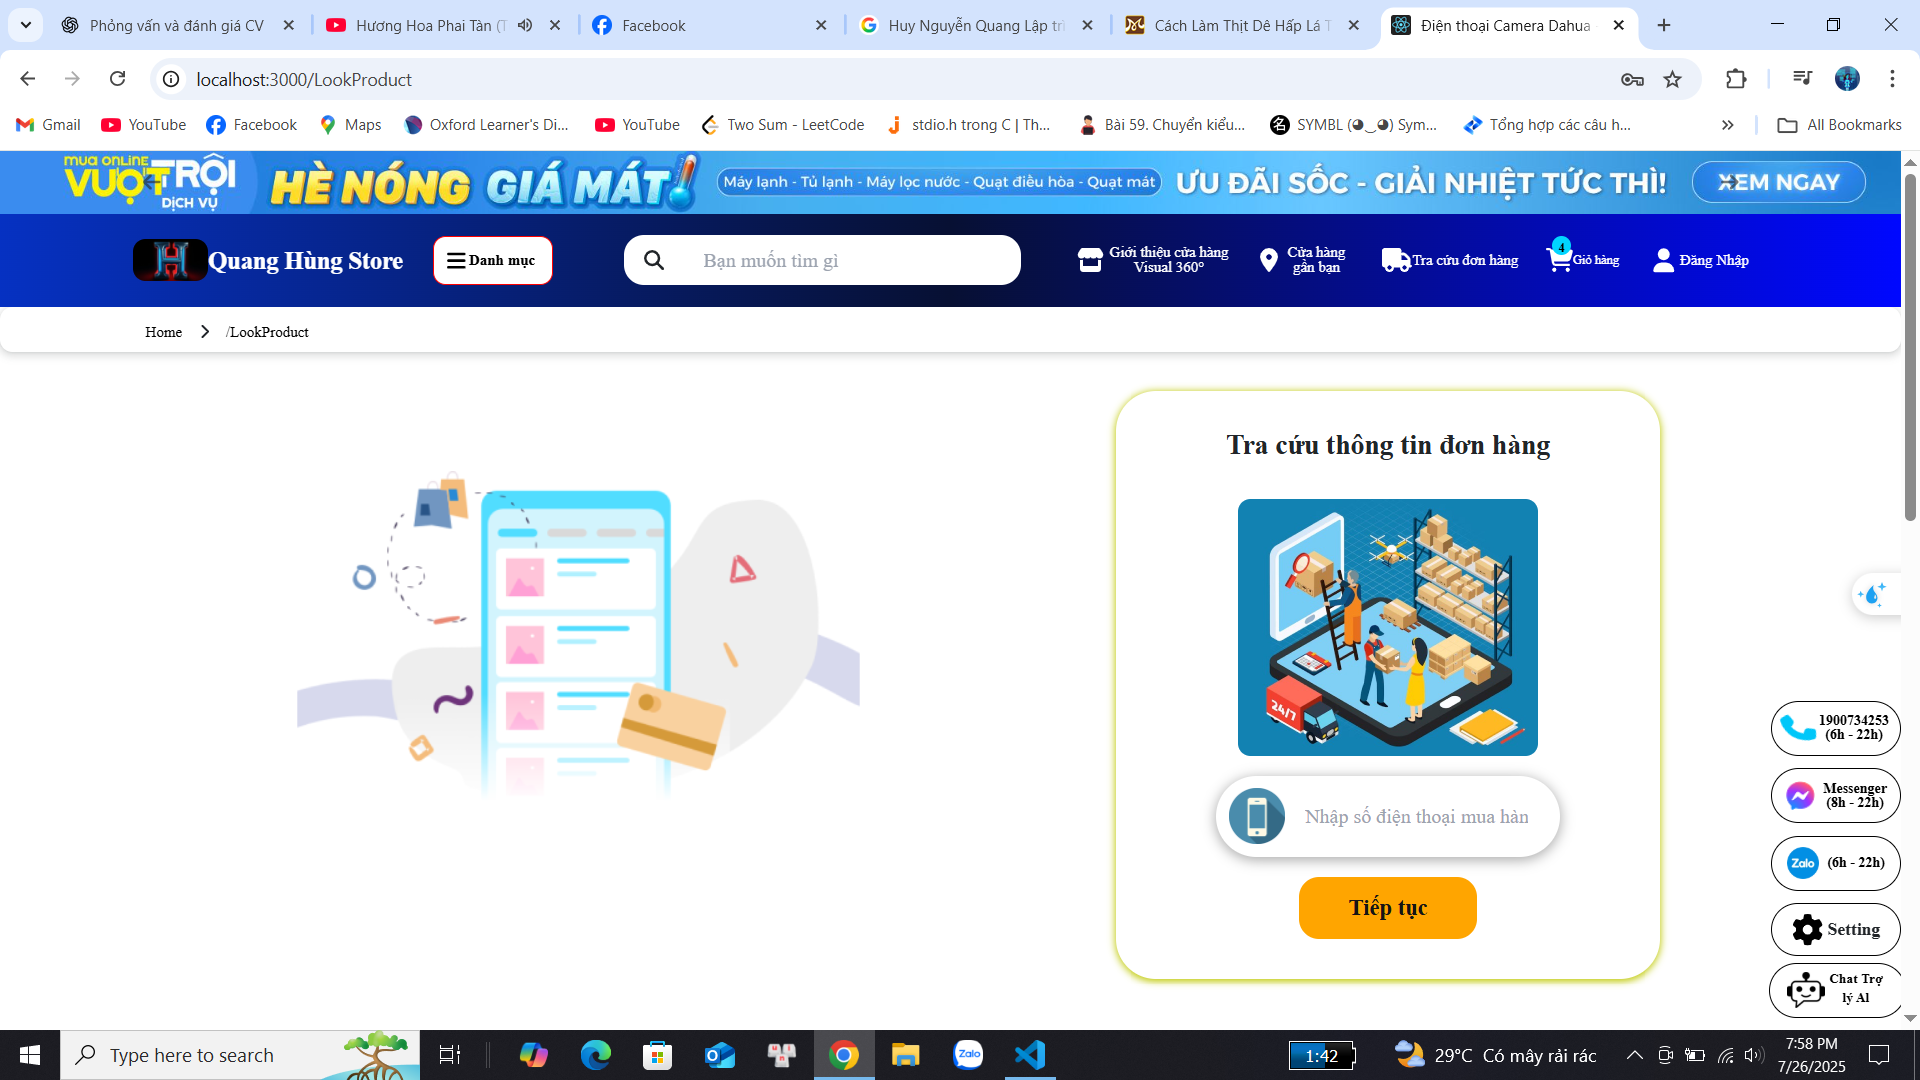 Phỏng vấn và đánh giá CV
Hương Hoa Phai Tàn (T
Facebook
Huy Nguyễn Quang Lập trì
Cách Làm Thịt Dê Hấp Lá T
Điện thoại Camera Dahua
localhost:3000/LookProduct
Gmail
YouTube
Facebook
Maps
Oxford Learner's Di...
YouTube
Two Sum - LeetCode
stdio.h trong C | Th...
Bài 59. Chuyển kiểu...
SYMBL (◕‿◕) Sym...
Tổng hợp các câu h...
All Bookmarks
mua online
VƯỢT TRỘI
DỊCH VỤ
HÈ NÓNG GIÁ MÁT
Máy lạnh - Tủ lạnh - Máy lọc nước - Quạt điều hòa - Quạt mát
ƯU ĐÃI SỐC - GIẢI NHIỆT TỨC THÌ!
XEM NGAY
H
Quang Hùng Store
Danh mục
Bạn muốn tìm gì
Giới thiệu cửa hàng
Visual 360°
Cửa hàng
gần bạn
Tra cứu đơn hàng
4
Giỏ hàng
Đăng Nhập
Home
/LookProduct
Tra cứu thông tin đơn hàng
24/7
Nhập số điện thoại mua hàn
Tiếp tục
1900734253
(6h - 22h)
Messenger
(8h - 22h)
Zalo
(6h - 22h)
Setting
Chat Trợ
lý AI
Type here to search
Zalo
1:42
29°C Có mây rải rác
7:58 PM
7/26/2025